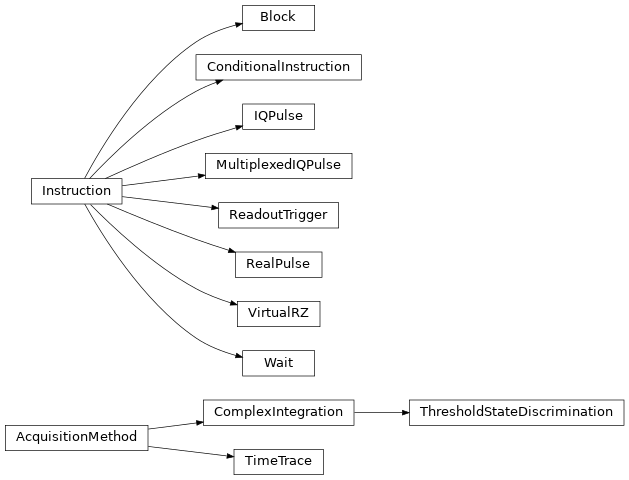 Block
ConditionalInstruction
IQPulse
MultiplexedIQPulse
Instruction
ReadoutTrigger
RealPulse
VirtualRZ
Wait
ComplexIntegration
ThresholdStateDiscrimination
AcquisitionMethod
TimeTrace